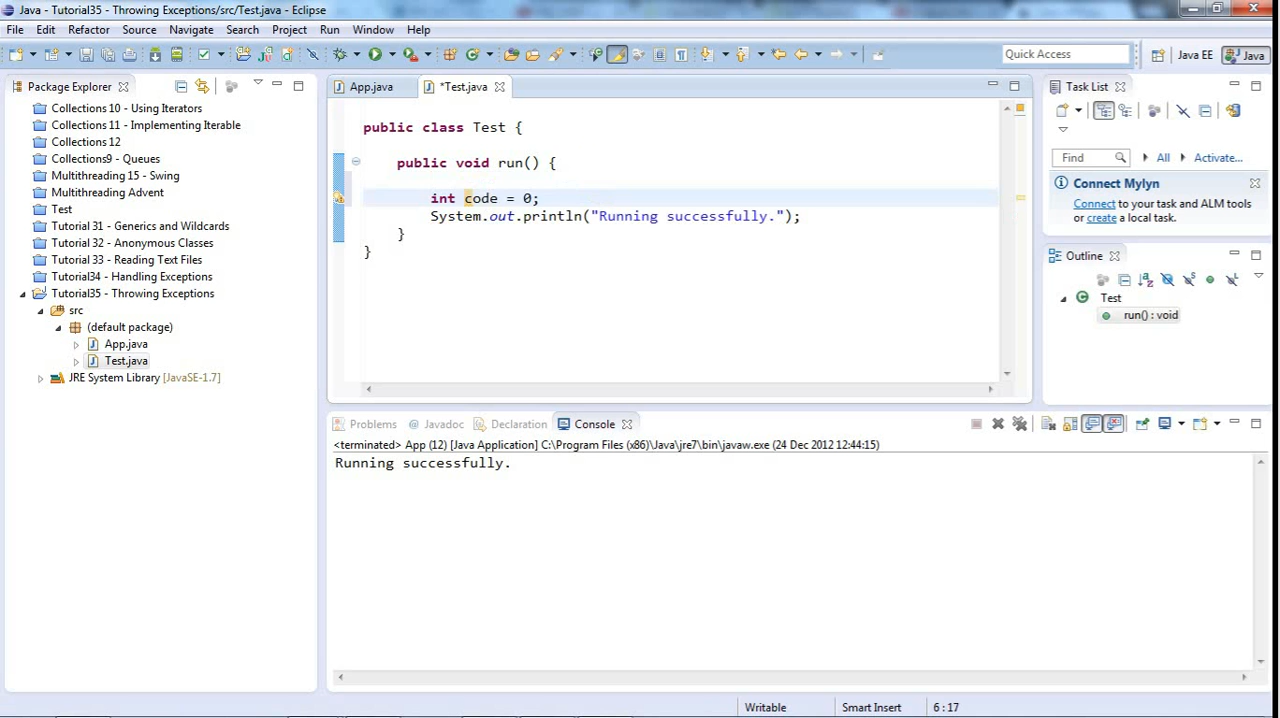 Java - Tutorial35 - Throwing Exceptions/src/Test.java - Eclipse
File Edit Refactor Source Navigate Search Project Run Window Help
Quick Access Java EE Java
Package Explorer
Collections 10 - Using Iterators
Collections 11 - Implementing Iterable
Collections 12
Collections9 - Queues
Multithreading 15 - Swing
Multithreading Advent
Test
Tutorial 31 - Generics and Wildcards
Tutorial 32 - Anonymous Classes
Tutorial 33 - Reading Text Files
Tutorial34 - Handling Exceptions
Tutorial35 - Throwing Exceptions
src
(default package)
App.java
Test.java
JRE System Library [JavaSE-1.7]
App.java *Test.java
public class Test {
public void run() {
int code = 0;
System.out.println("Running successfully.");
}
}
Task List
Find All Activate...
Connect Mylyn
Connect to your task and ALM tools
or create a local task.
Outline
Test
run() : void
Problems @ Javadoc Declaration Console
<terminated> App (12) [Java Application] C:\Program Files (x86)\Java\jre7\bin\javaw.exe (24 Dec 2012 12:44:15)
Running successfully.
Writable Smart Insert 6 : 17